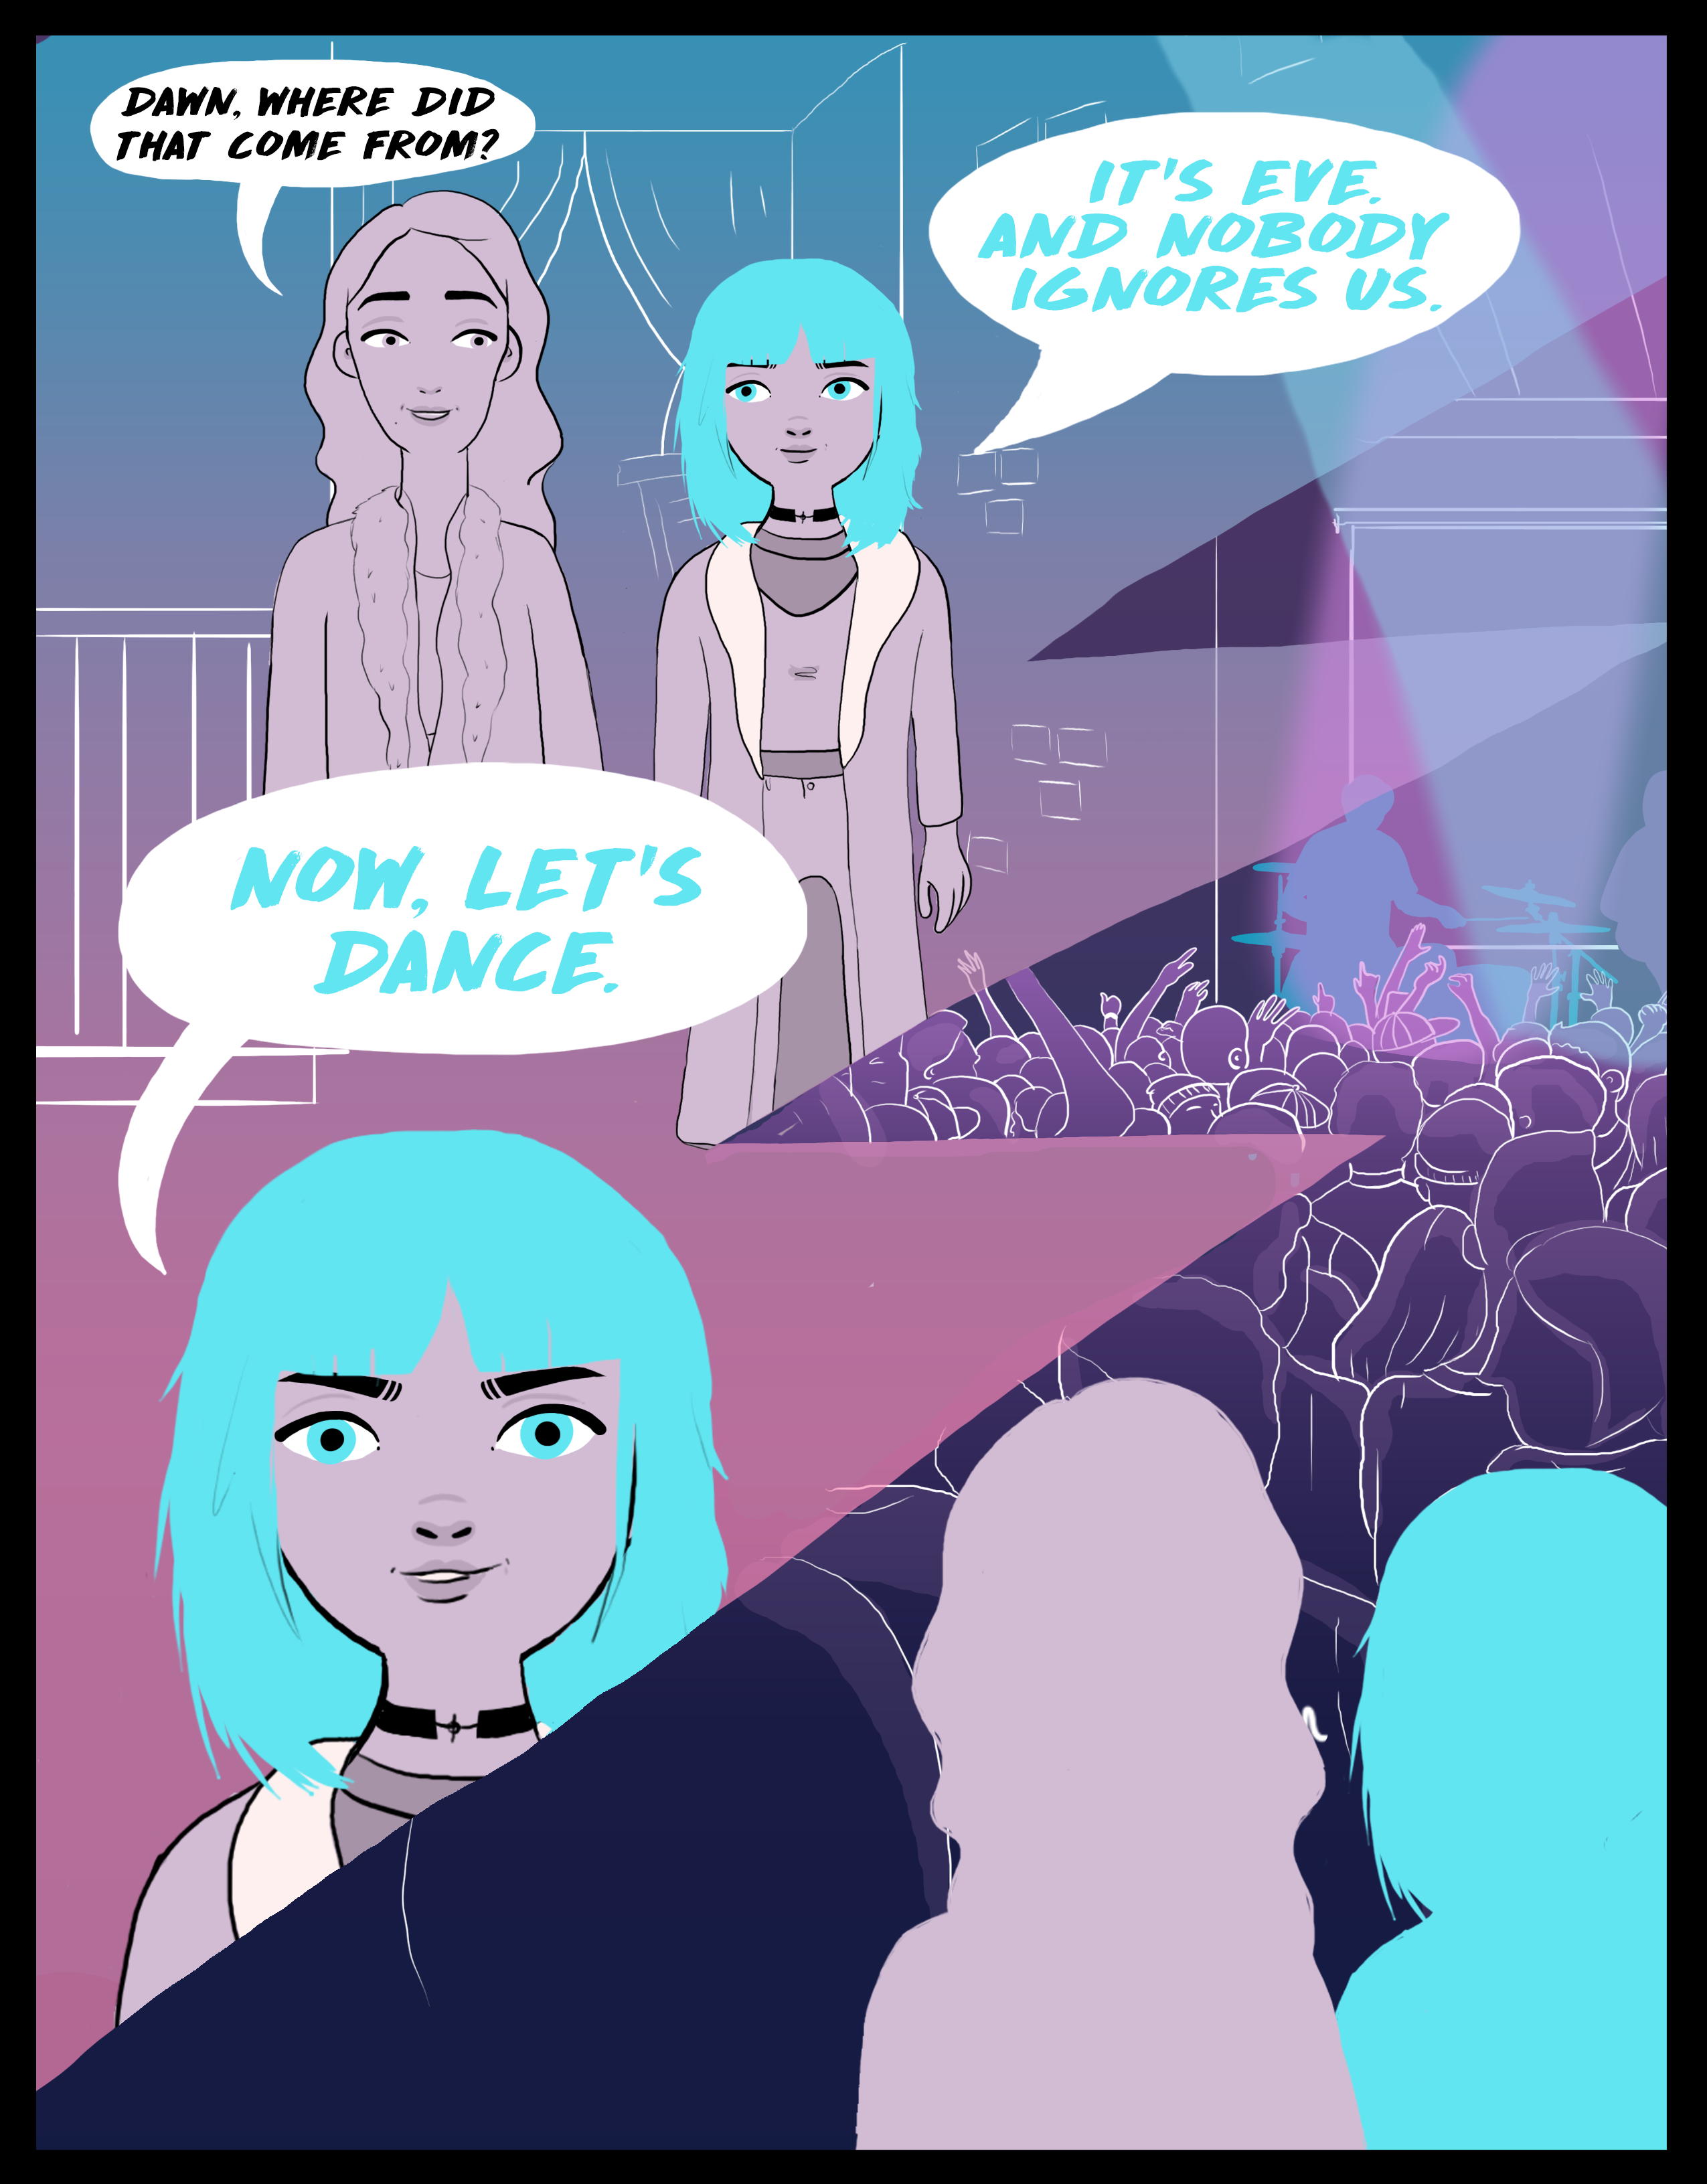 DAWN, WHERE DID
THAT COME FROM?
IT'S EVE.
AND NOBODY
IGNORES US.
NOW, LET'S
DANCE.